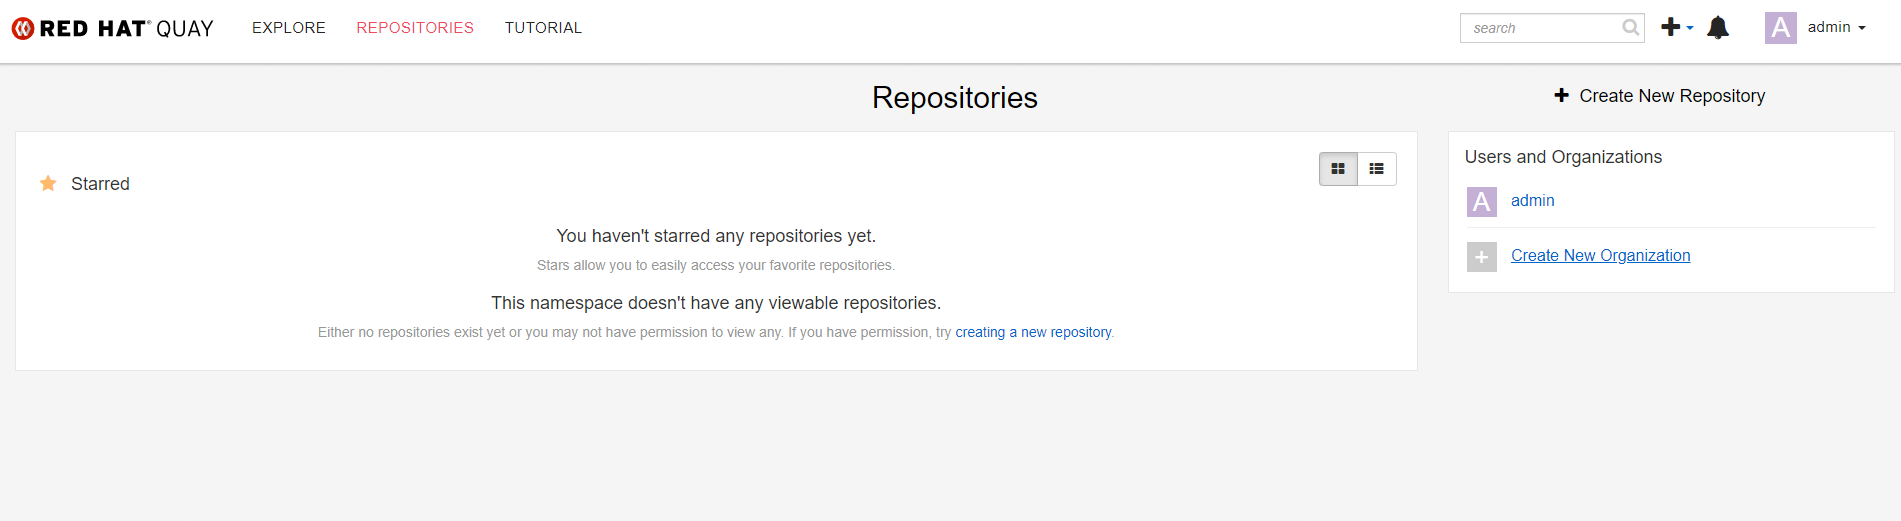 RED HAT® QUAY EXPLORE REPOSITORIES TUTORIAL search A admin
Repositories
Create New Repository
Starred
You haven't starred any repositories yet.
Stars allow you to easily access your favorite repositories.
This namespace doesn't have any viewable repositories.
Either no repositories exist yet or you may not have permission to view any. If you have permission, try creating a new repository.
Users and Organizations
A admin
Create New Organization